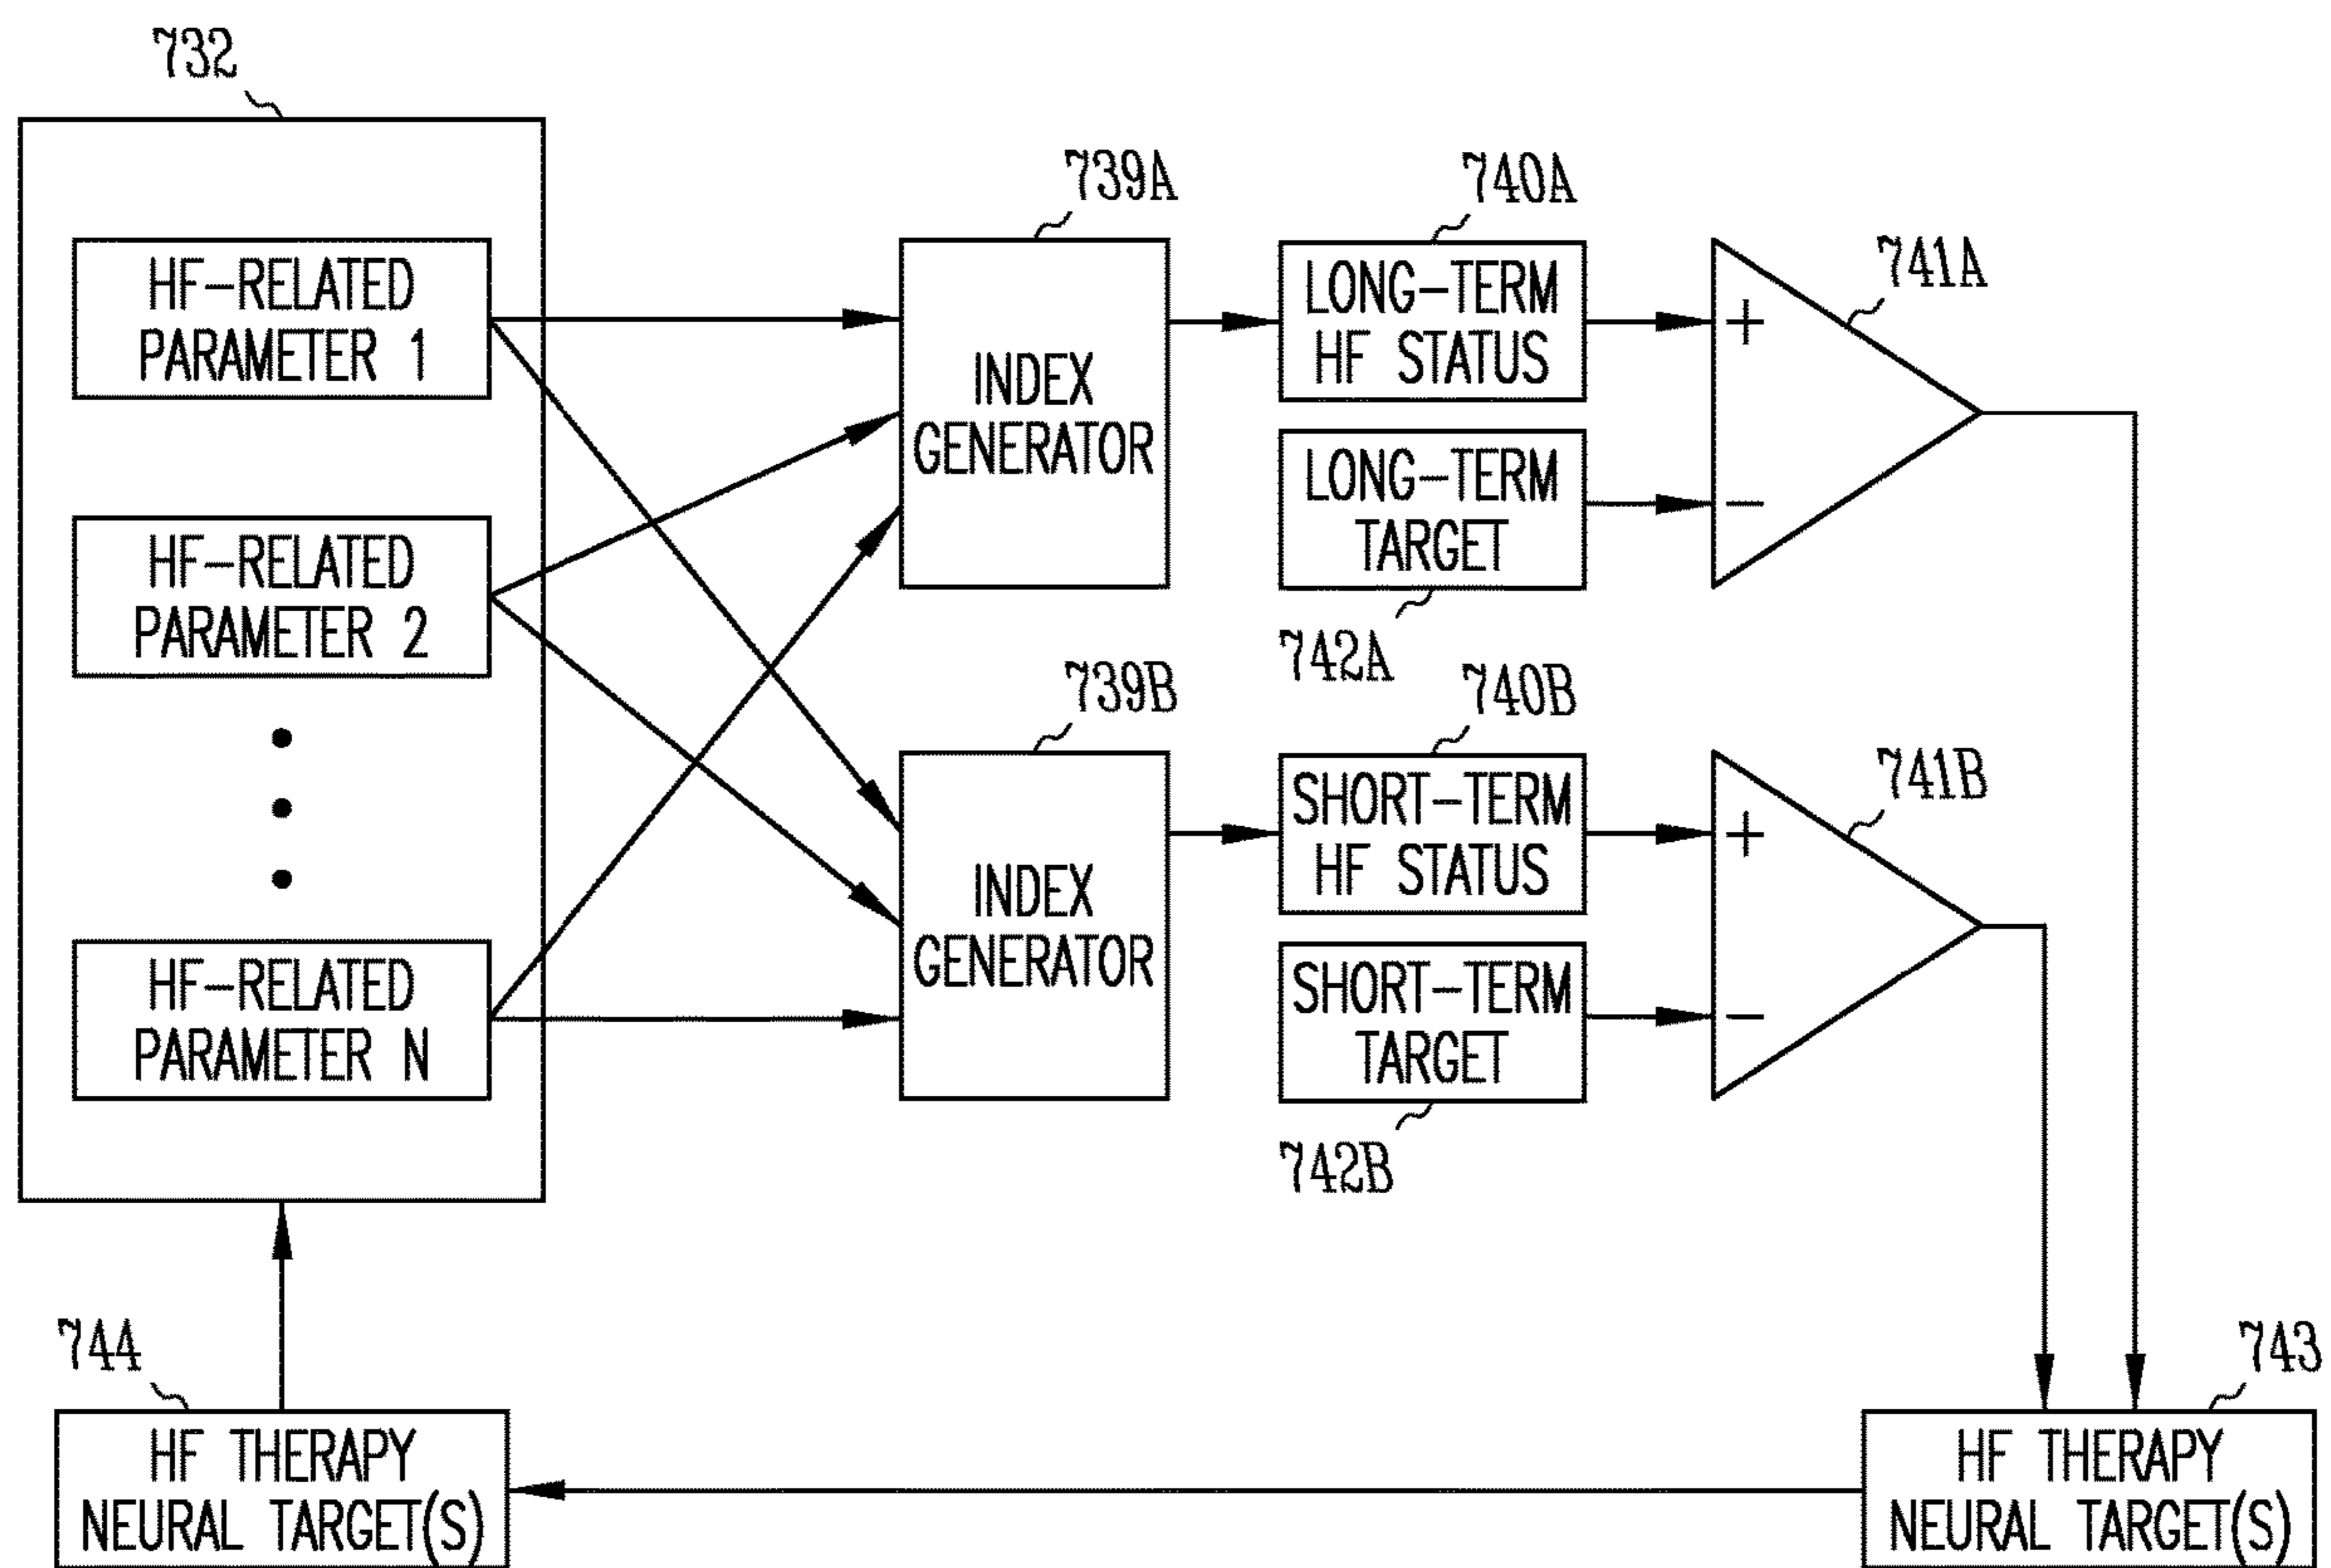 732
HF-RELATED
PARAMETER 1
HF-RELATED
PARAMETER 2
HF-RELATED
PARAMETER N
739A
INDEX
GENERATOR
740A
LONG-TERM
HF STATUS
LONG-TERM
TARGET
742A
741A
+
−
739B
INDEX
GENERATOR
740B
SHORT-TERM
HF STATUS
SHORT-TERM
TARGET
742B
741B
+
−
744
HF THERAPY
NEURAL TARGET(S)
743
HF THERAPY
NEURAL TARGET(S)